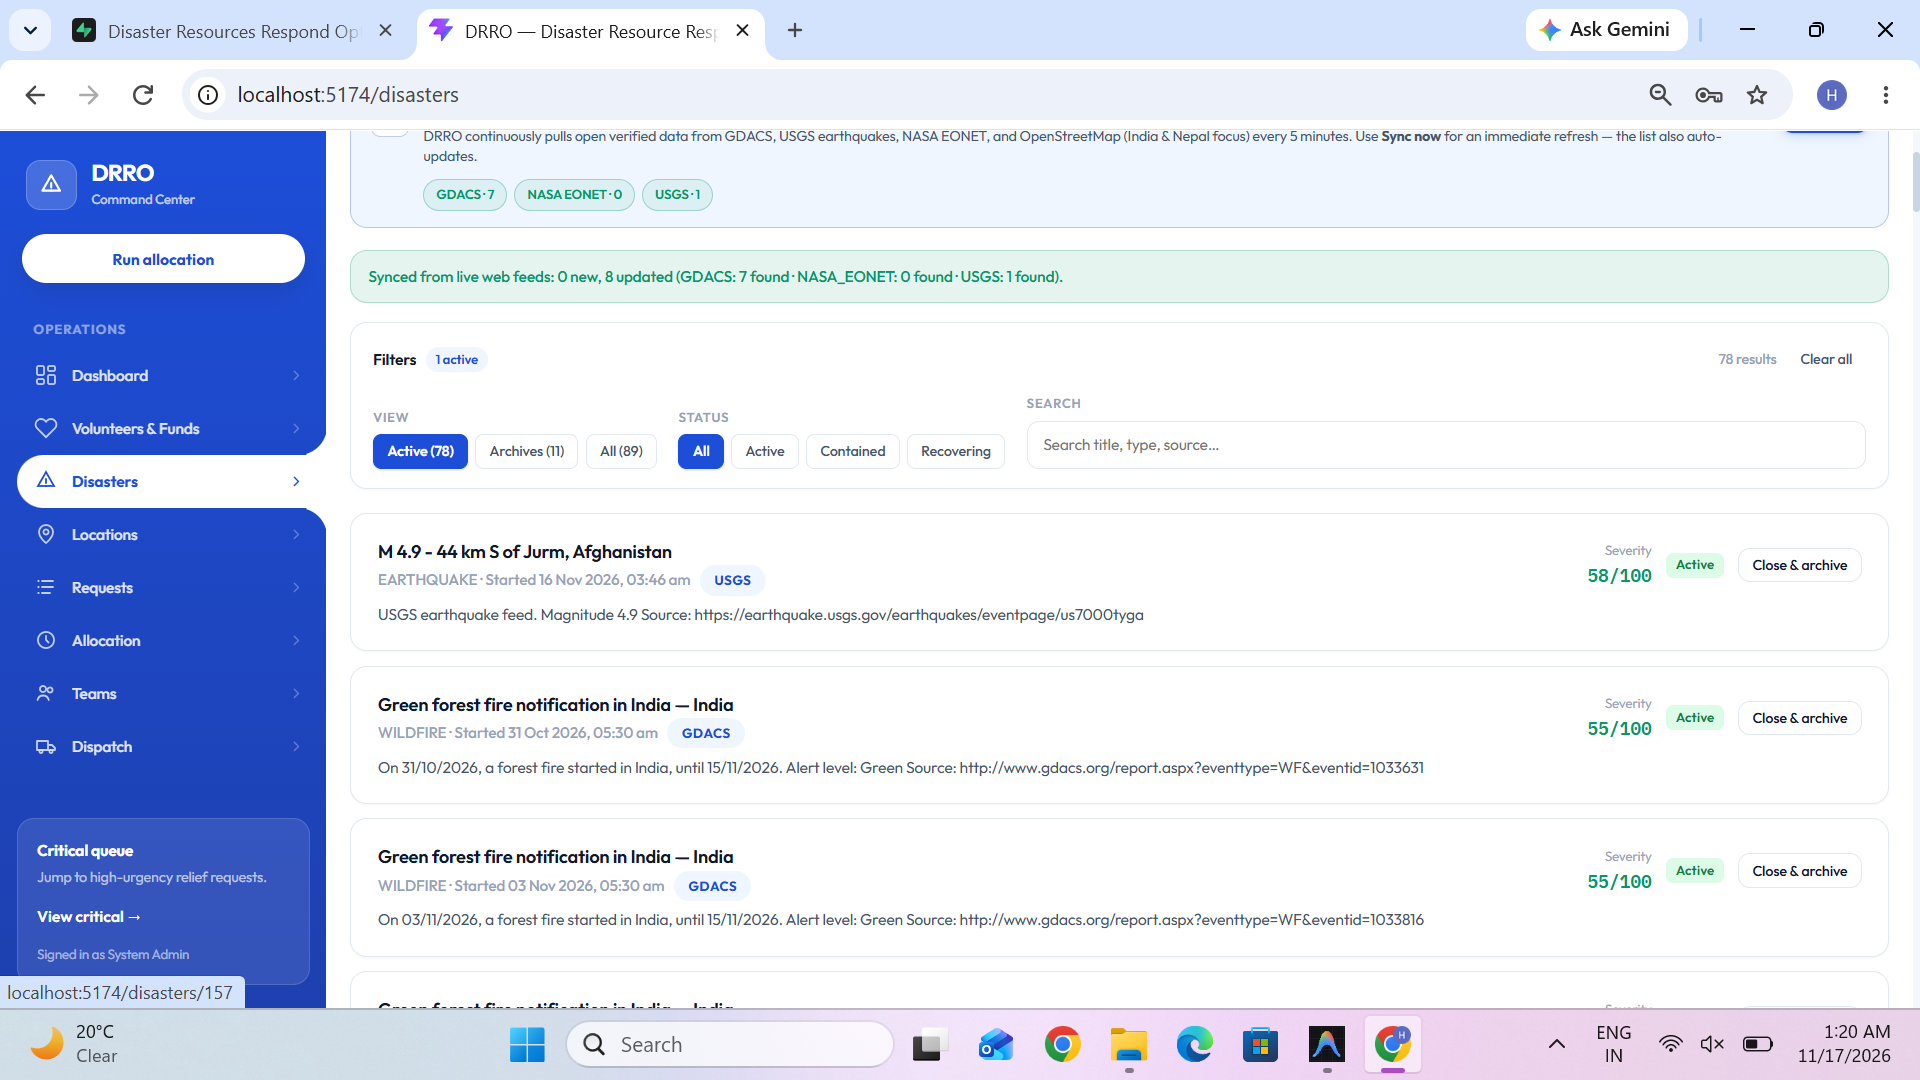 Disaster Resources Respond Op
DRRO — Disaster Resource Resp
Ask Gemini
localhost:5174/disasters
H
DRRO
Command Center
Run allocation
OPERATIONS
Dashboard
Volunteers & Funds
Disasters
Locations
Requests
Allocation
Teams
Dispatch
Critical queue
Jump to high-urgency relief requests.
View critical →
Signed in as System Admin
localhost:5174/disasters/157
DRRO continuously pulls open verified data from GDACS, USGS earthquakes, NASA EONET, and OpenStreetMap (India & Nepal focus) every 5 minutes. Use Sync now for an immediate refresh — the list also auto-
updates.
GDACS · 7 NASA EONET · 0 USGS · 1
Synced from live web feeds: 0 new, 8 updated (GDACS: 7 found · NASA_EONET: 0 found · USGS: 1 found).
Filters 1 active 78 results Clear all
VIEW STATUS SEARCH
Active (78) Archives (11) All (89) All Active Contained Recovering Search title, type, source...
M 4.9 - 44 km S of Jurm, Afghanistan
EARTHQUAKE · Started 16 Nov 2026, 03:46 am USGS
USGS earthquake feed. Magnitude 4.9 Source: https://earthquake.usgs.gov/earthquakes/eventpage/us7000tyga
Severity
58/100 Active Close & archive
Green forest fire notification in India — India
WILDFIRE · Started 31 Oct 2026, 05:30 am GDACS
On 31/10/2026, a forest fire started in India, until 15/11/2026. Alert level: Green Source: http://www.gdacs.org/report.aspx?eventtype=WF&eventid=1033631
Severity
55/100 Active Close & archive
Green forest fire notification in India — India
WILDFIRE · Started 03 Nov 2026, 05:30 am GDACS
On 03/11/2026, a forest fire started in India, until 15/11/2026. Alert level: Green Source: http://www.gdacs.org/report.aspx?eventtype=WF&eventid=1033816
Severity
55/100 Active Close & archive
20°C
Clear
Search
ENG
IN
1:20 AM
11/17/2026